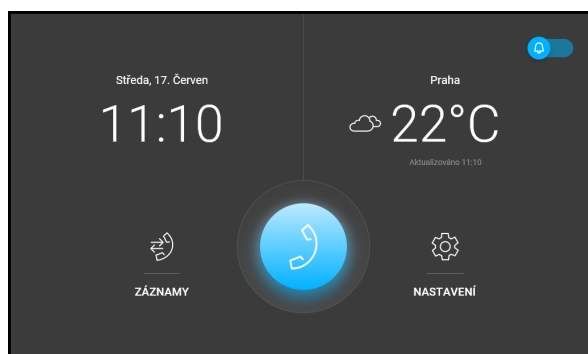 Středa, 17. Červen
11:10
Praha
22°C
Aktualizováno 11:10
ZÁZNAMY
NASTAVENÍ